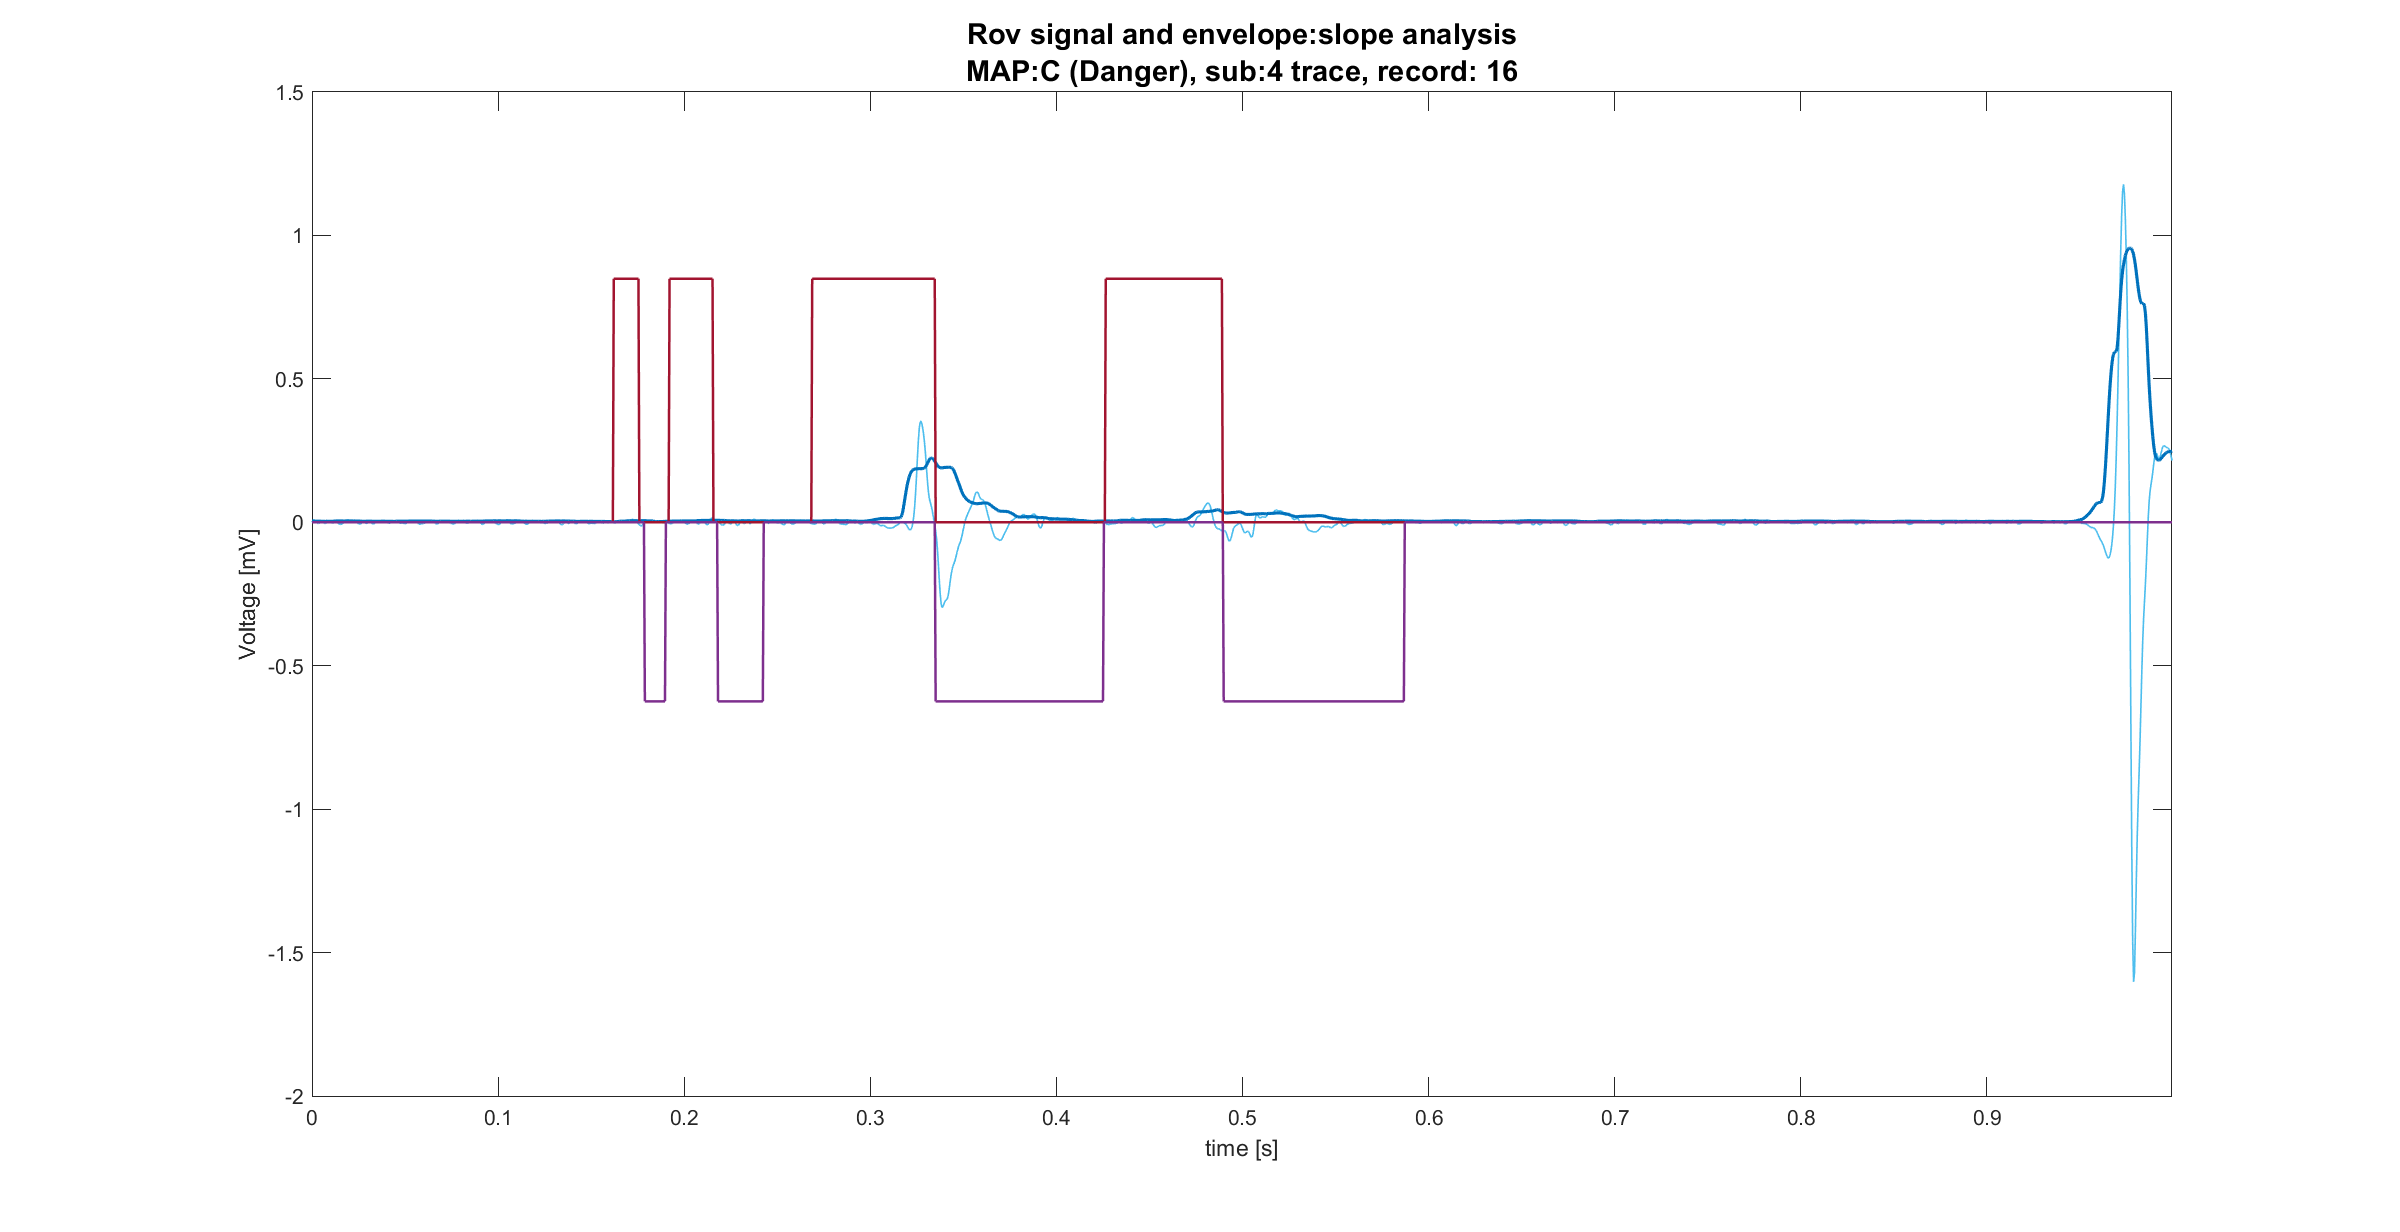 Rov signal and envelope:slope analysis
MAP:C (Danger), sub:4 trace, record: 16
1.5
1
0.5
0
-0.5
-1
-1.5
-2
Voltage [mV]
0 0.1 0.2 0.3 0.4 0.5 0.6 0.7 0.8 0.9
time [s]